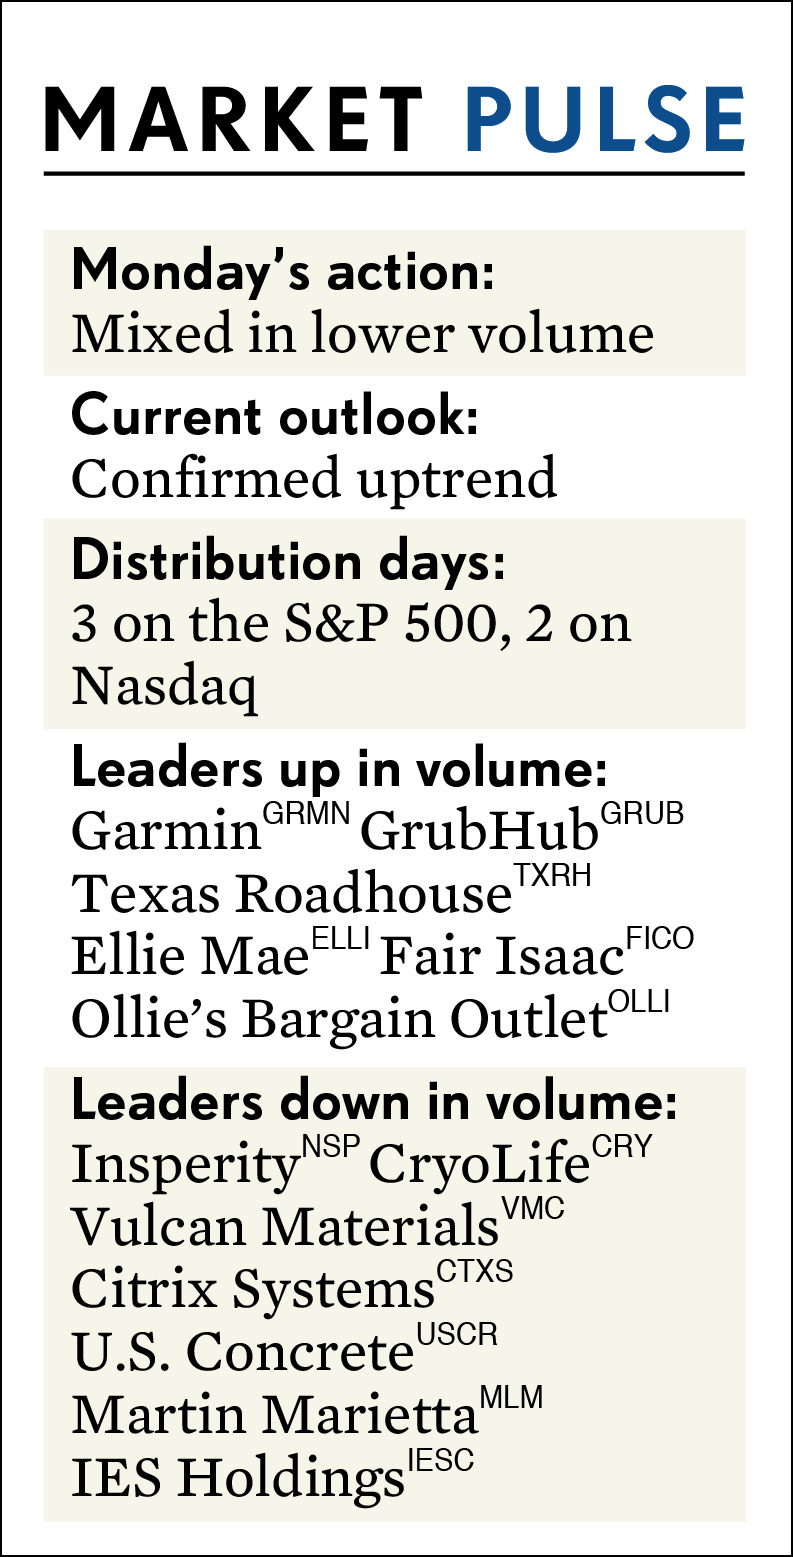 MARKET PULSE
Monday’s action:
Mixed in lower volume
Current outlook:
Confirmed uptrend
Distribution days:
3 on the S&P 500, 2 on
Nasdaq
Leaders up in volume:
Garmin GRMN GrubHub GRUB
Texas Roadhouse TXRH
Ellie Mae ELLI Fair Isaac FICO
Ollie’s Bargain Outlet OLLI
Leaders down in volume:
Insperity NSP CryoLife CRY
Vulcan Materials VMC
Citrix Systems CTXS
U.S. Concrete USCR
Martin Marietta MLM
IES Holdings IESC